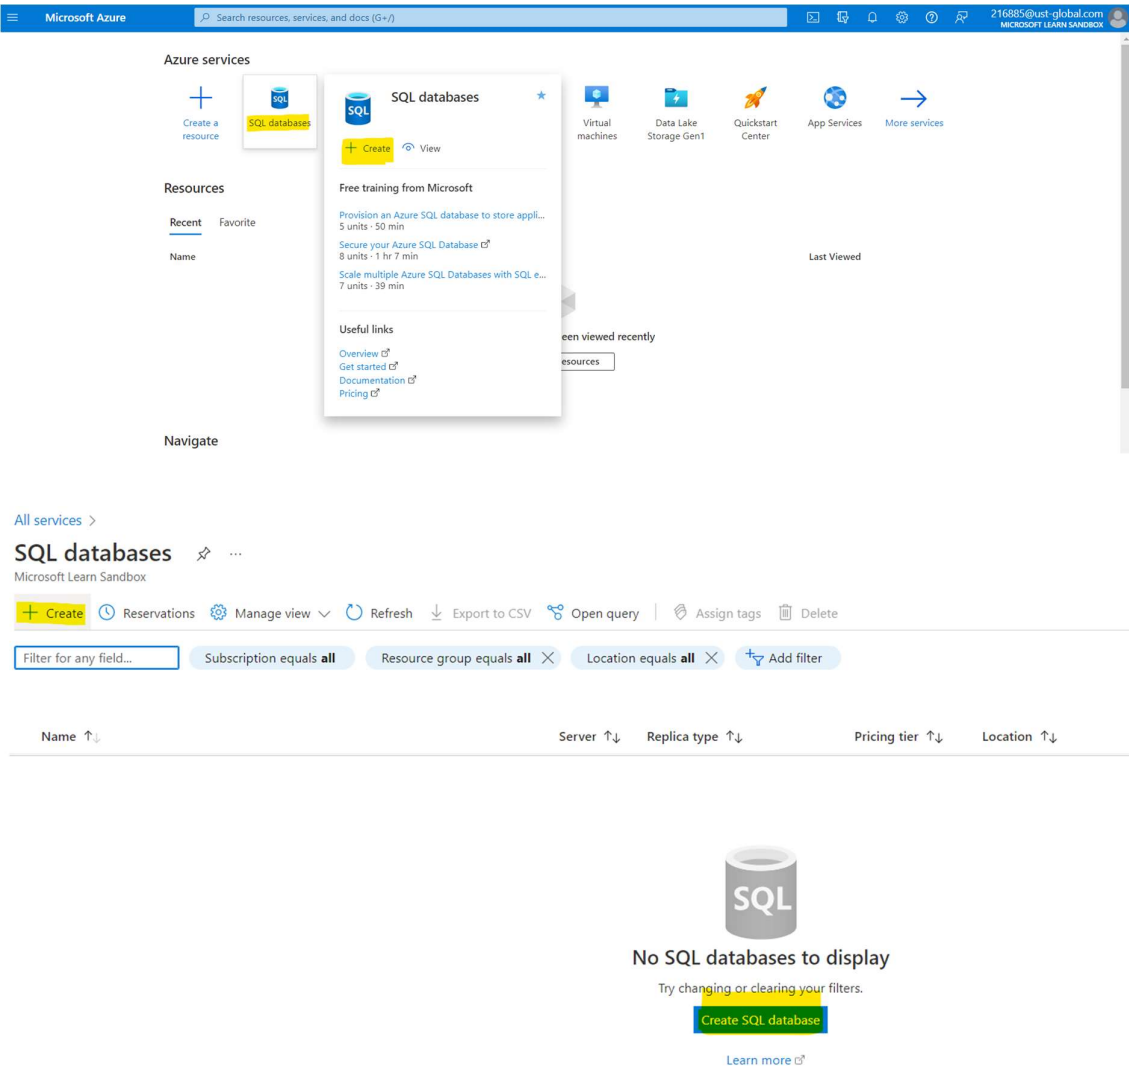 Microsoft Azure
Search resources, services, and docs (G+/)
216885@ust-global.com
MICROSOFT LEARN SANDBOX
Azure services
Create a resource
SQL databases
SQL
SQL databases
SQL
Create
View
Virtual machines
Data Lake Storage Gen1
Quickstart Center
App Services
More services
Free training from Microsoft
Provision an Azure SQL database to store appli...
5 units · 50 min
Secure your Azure SQL Database
8 units · 1 hr 7 min
Scale multiple Azure SQL Databases with SQL e...
7 units · 39 min
Useful links
Overview
Get started
Documentation
Pricing
Resources
Recent
Favorite
Name
Last Viewed
een viewed recently
esources
Navigate
All services >
SQL databases
...
Microsoft Learn Sandbox
+ Create
Reservations
Manage view
Refresh
Export to CSV
Open query
Assign tags
Delete
Filter for any field...
Subscription equals all
Resource group equals all
Location equals all
Add filter
Name
Server
Replica type
Pricing tier
Location
SQL
No SQL databases to display
Try changing or clearing your filters.
Create SQL database
Learn more